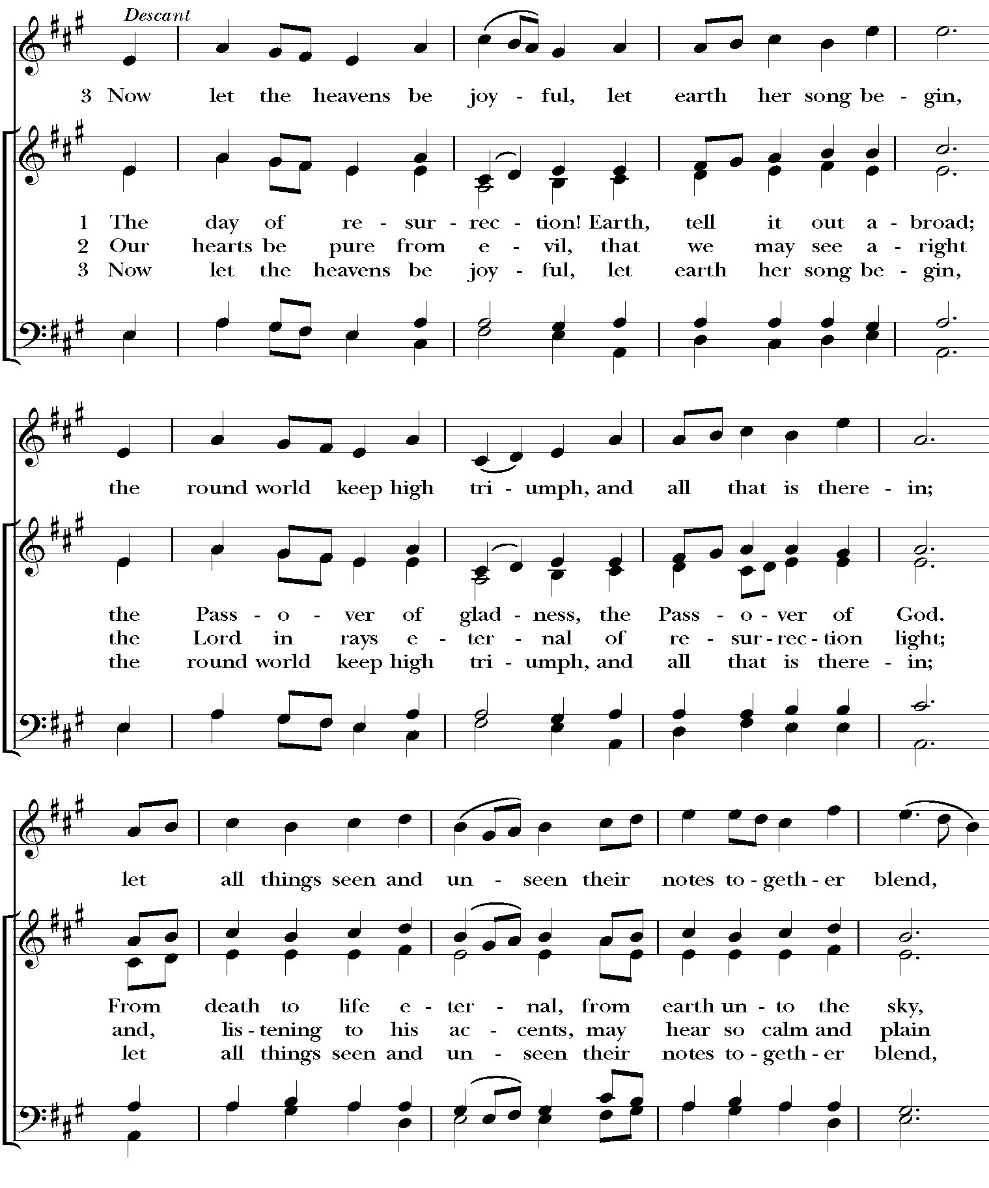 Descant
3 Now let the heavens be joy - ful, let earth her song be - gin,
1 The day of re - sur - rec - tion! Earth, tell it out a - broad;
2 Our hearts be pure from e - vil, that we may see a - right
3 Now let the heavens be joy - ful, let earth her song be - gin,
the round world keep high tri - umph, and all that is there - in;
the Pass - o - ver of glad - ness, the Pass - o - ver of God.
the Lord in rays e - ter - nal of re - sur - rec - tion light;
the round world keep high tri - umph, and all that is there - in;
let all things seen and un - seen their notes to - geth - er blend,
From death to life e - ter - nal, from earth un - to the sky,
and, lis - tening to his ac - cents, may hear so calm and plain
let all things seen and un - seen their notes to - geth - er blend,